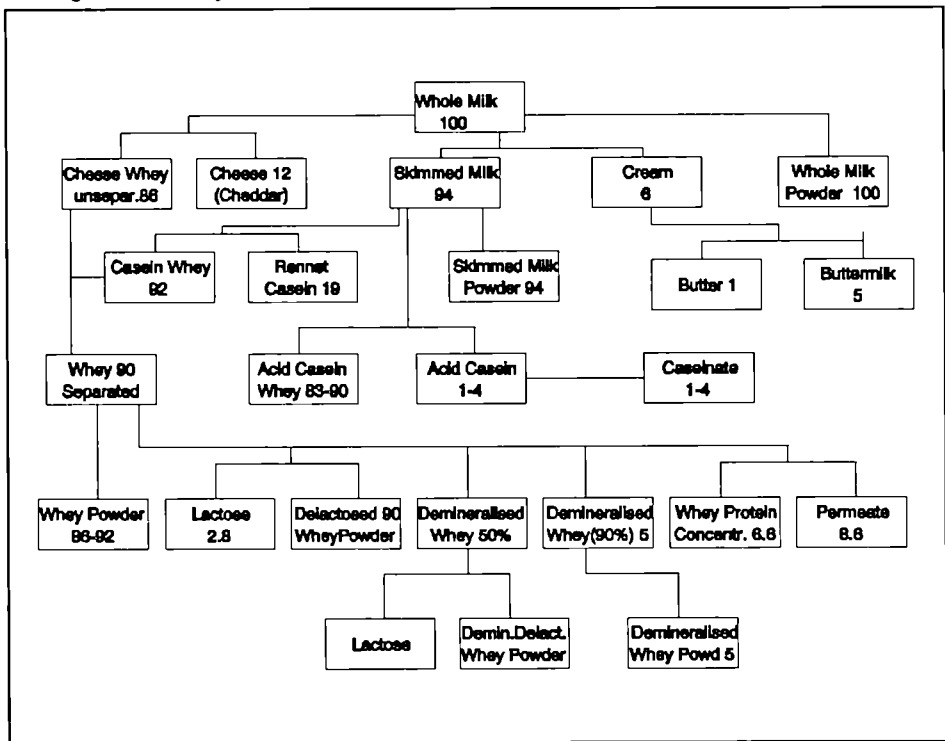 Whole Milk
100
Cheese Whey
unsepar.86
Cheese 12
(Cheddar)
Skimmed Milk
94
Cream
6
Whole Milk
Powder 100
Casein Whey
92
Rennet
Casein 19
Skimmed Milk
Powder 94
Butter 1
Buttermilk
5
Whey 90
Separated
Acid Casein
Whey 83-90
Acid Casein
1-4
Caseinate
1-4
Whey Powder
86-92
Lactose
2.8
Delactosed 90
WheyPowder
Demineralised
Whey 50%
Demineralised
Whey(90%) 5
Whey Protein
Concentr. 6.6
Permeate
8.6
Lactose
Demin.Delact.
Whey Powder
Demineralised
Whey Powd 5